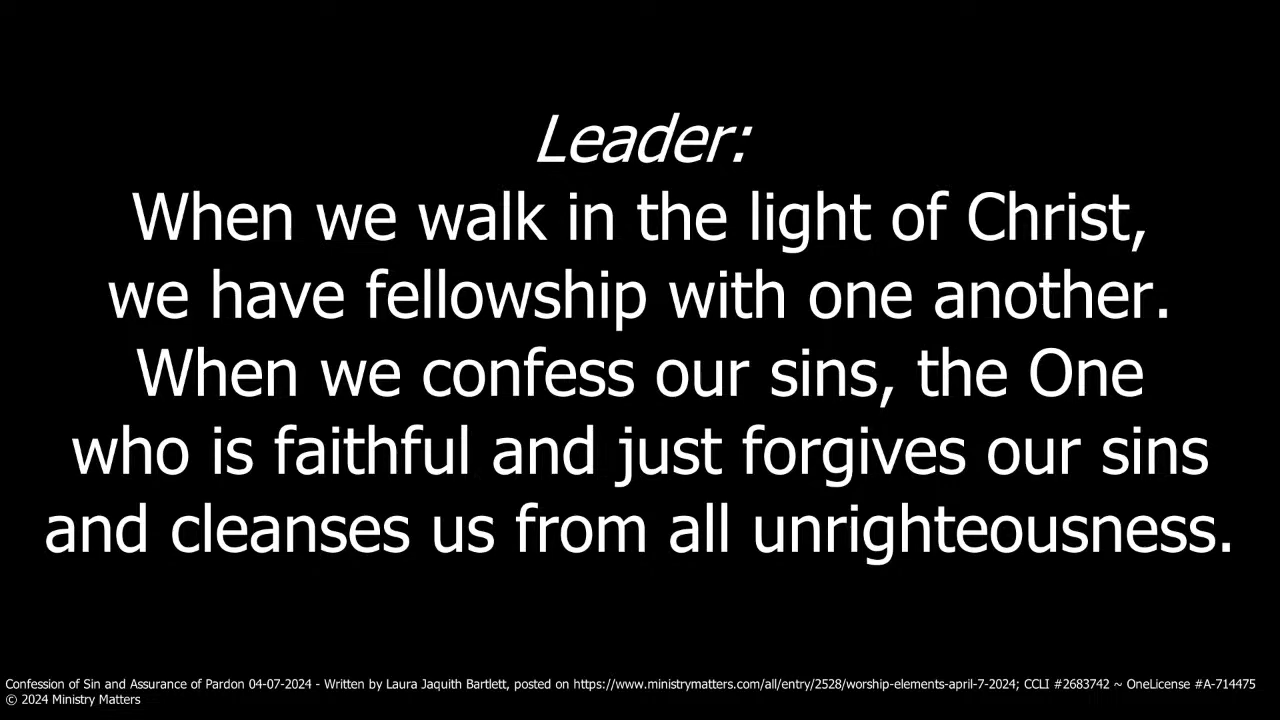 Leader:
When we walk in the light of Christ,
we have fellowship with one another.
When we confess our sins, the One
who is faithful and just forgives our sins
and cleanses us from all unrighteousness.
Confession of Sin and Assurance of Pardon 04-07-2024 - Written by Laura Jaquith Bartlett, posted on https://www.ministrymatters.com/all/entry/2528/worship-elements-april-7-2024; CCLI #2683742 ~ OneLicense #A-714475
© 2024 Ministry Matters